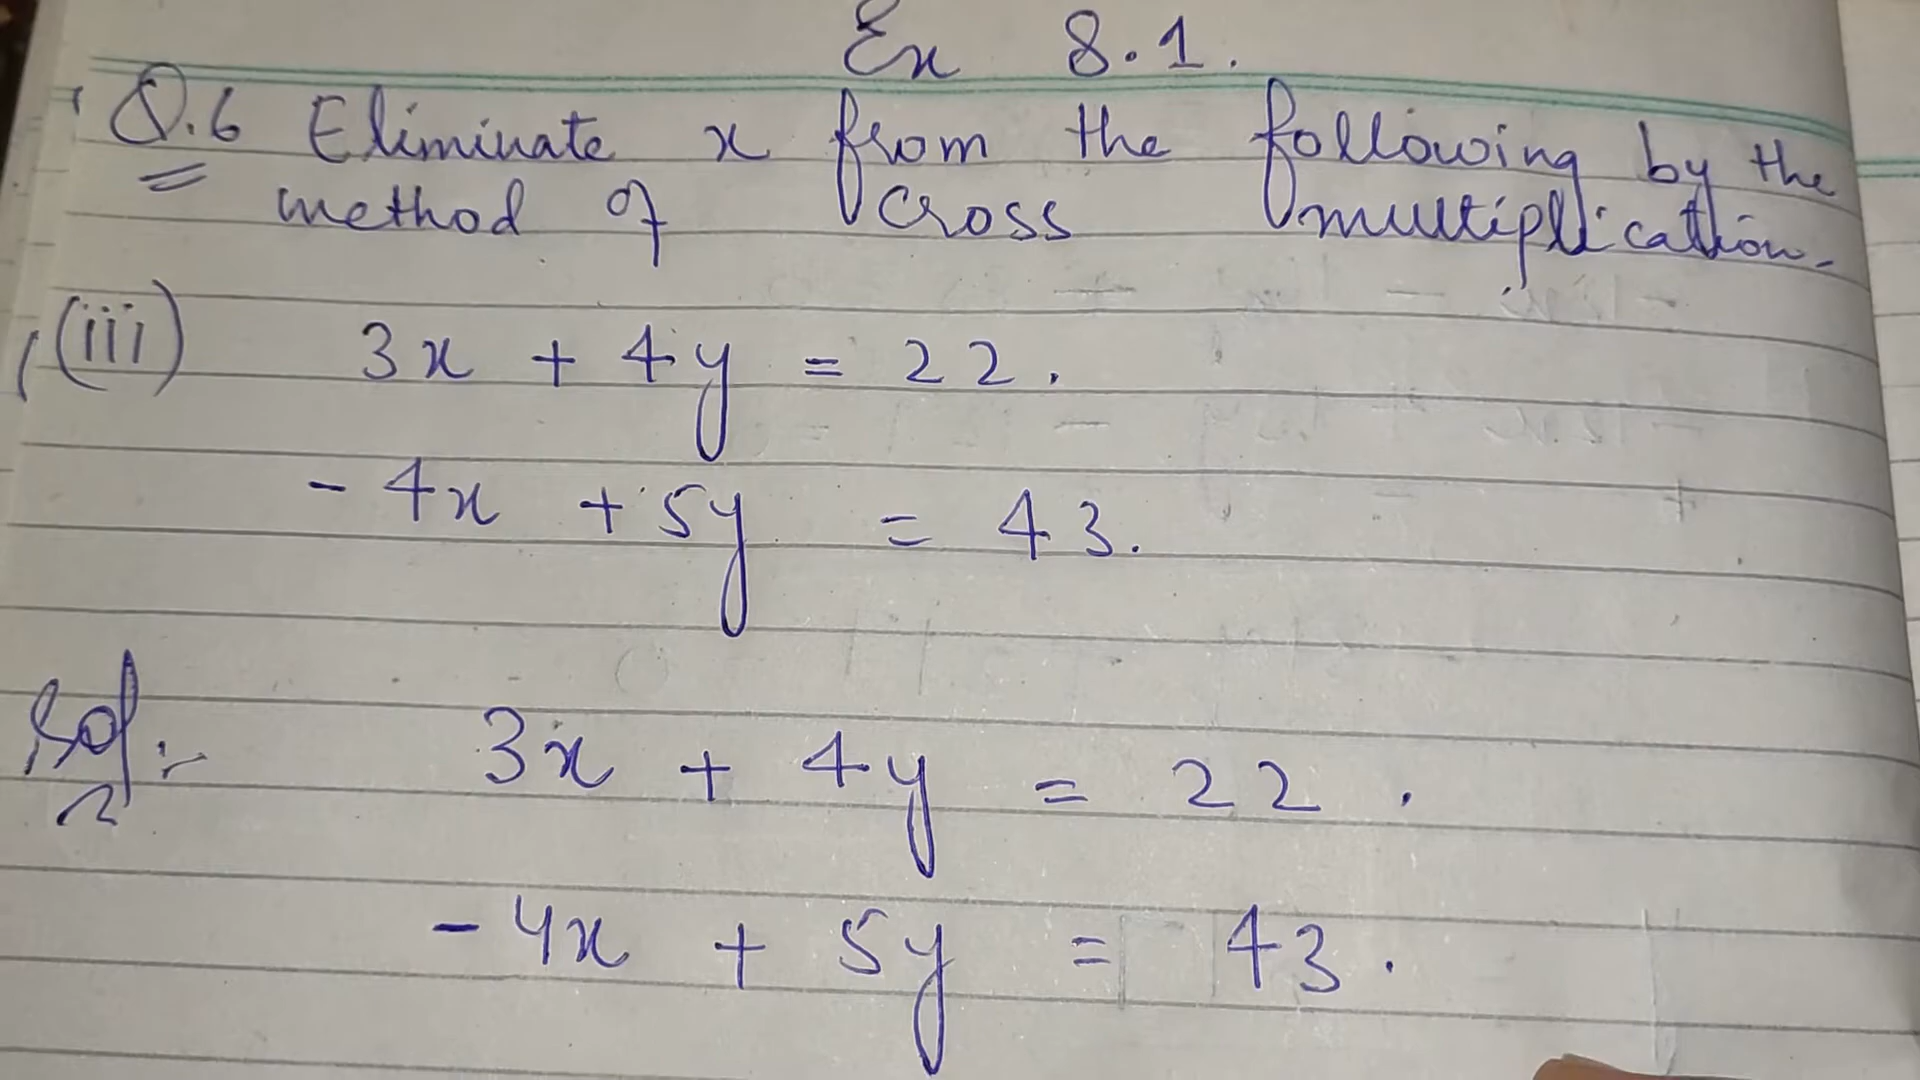 Ex 8.1.
Q.6 Eliminate x from the following by the
method of cross multiplication.
(iii) 3x + 4y = 22.
- 4x + 5y = 43.
Sol:- 3x + 4y = 22.
- 4x + 5y = 43.